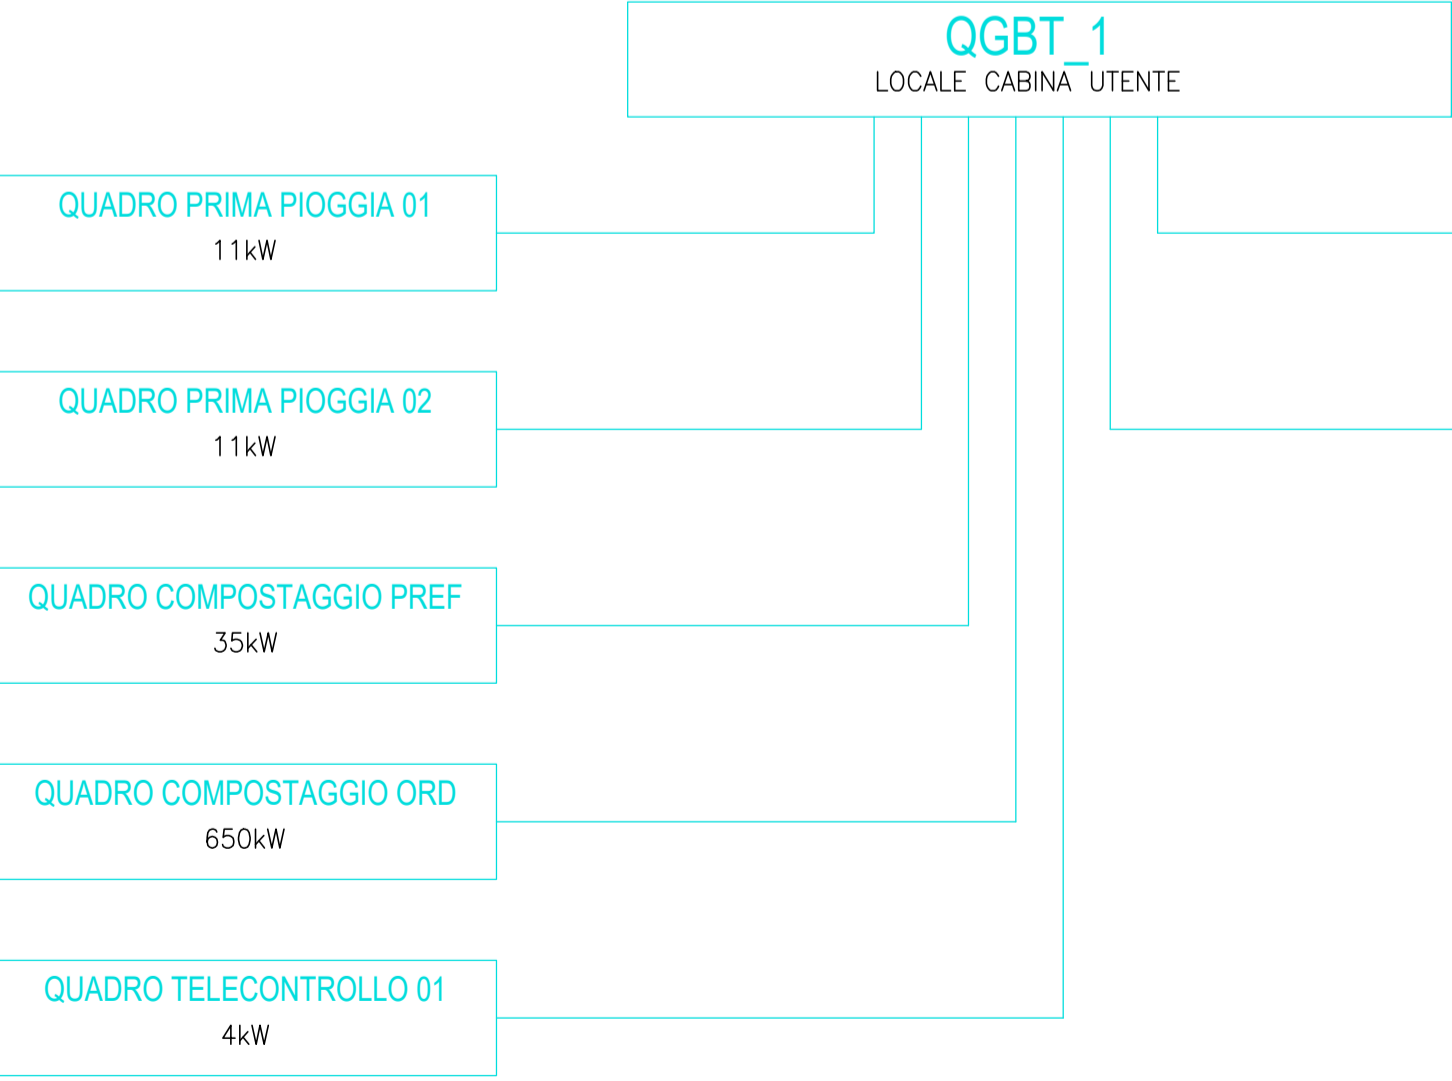 QGBT_1
LOCALE CABINA UTENTE
QUADRO PRIMA PIOGGIA 01
11kW
QUADRO PRIMA PIOGGIA 02
11kW
QUADRO COMPOSTAGGIO PREF
35kW
QUADRO COMPOSTAGGIO ORD
650kW
QUADRO TELECONTROLLO 01
4kW